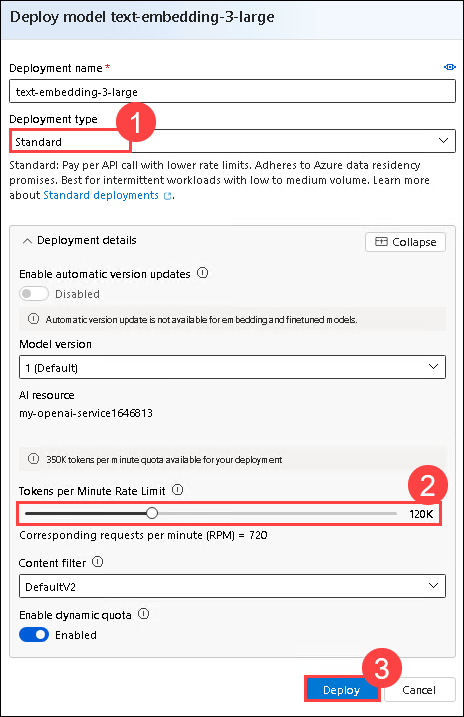 Deploy model text-embedding-3-large
Deployment name *
text-embedding-3-large
Deployment type
1
Standard
Standard: Pay per API call with lower rate limits. Adheres to Azure data residency
promises. Best for intermittent workloads with low to medium volume. Learn more
about Standard deployments
Deployment details
Collapse
Enable automatic version updates
Disabled
Automatic version update is not available for embedding and finetuned models.
Model version
1 (Default)
AI resource
my-openai-service1646813
350K tokens per minute quota available for your deployment
2
Tokens per Minute Rate Limit
120K
Corresponding requests per minute (RPM) = 720
Content filter
DefaultV2
Enable dynamic quota
Enabled
3
Deploy
Cancel